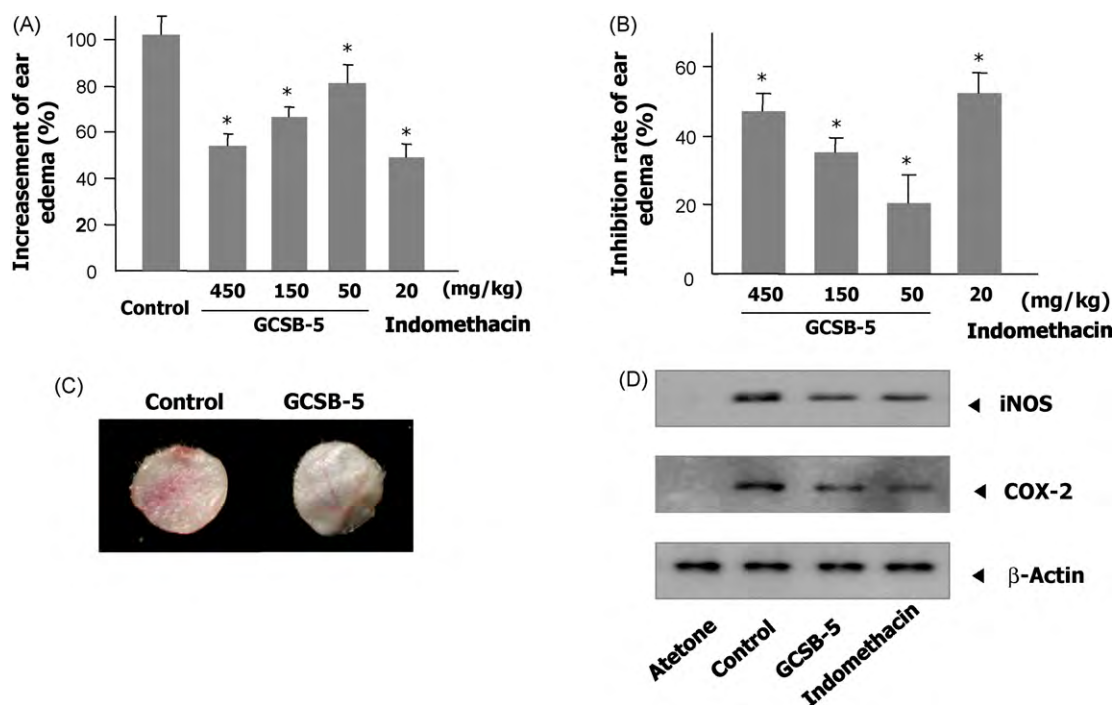 (A)
Increasement of ear
edema (%)
100
80
60
40
20
0
*
*
*
*
Control
450
150
50
20
(mg/kg)
GCSB-5
Indomethacin
(B)
Inhibition rate of ear
edema (%)
60
40
20
0
*
*
*
*
450
150
50
20
(mg/kg)
GCSB-5
Indomethacin
(C)
Control
GCSB-5
(D)
◄ iNOS
◄ COX-2
◄ β-Actin
Atetone
Control
GCSB-5
Indomethacin